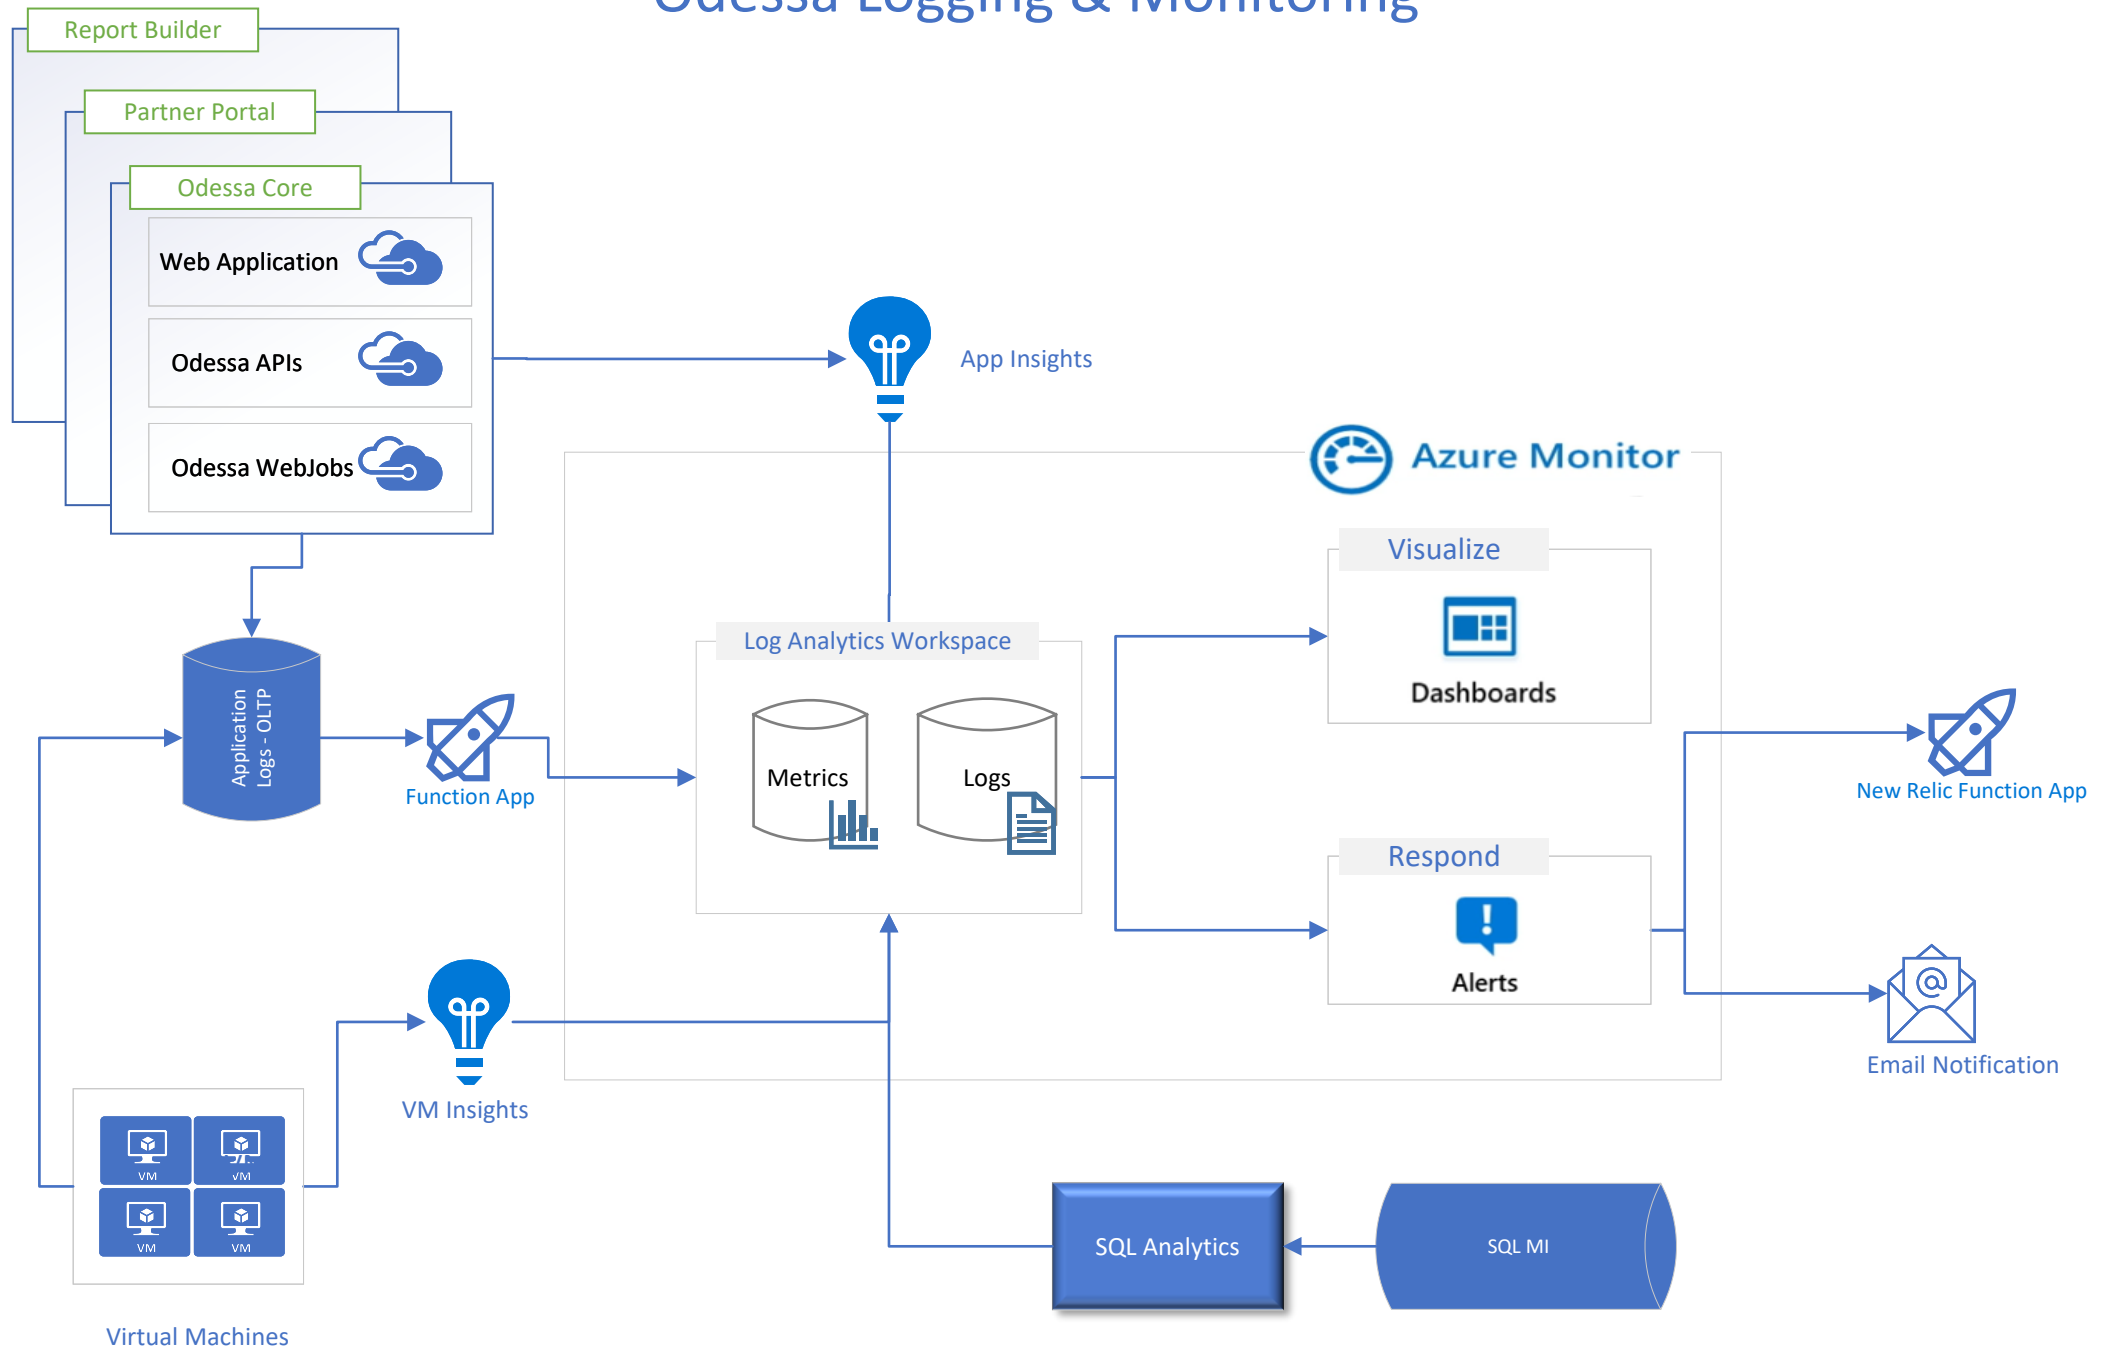 Odessa Logging & Monitoring
Report Builder
Partner Portal
Odessa Core
Web Application
Odessa APIs
Odessa WebJobs
App Insights
Azure Monitor
Visualize
Dashboards
Log Analytics Workspace
Metrics
Logs
Application
Logs - OLTP
Function App
New Relic Function App
Respond
Alerts
Email Notification
VM Insights
VM
VM
VM
VM
Virtual Machines
SQL Analytics
SQL MI